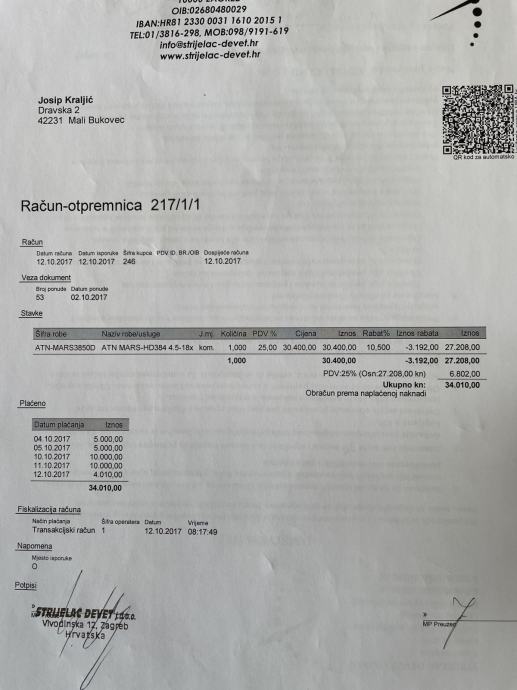 OIB:02680480029
IBAN:HR81 2330 0031 1610 2015 1
TEL:01/3816-298, MOB:098/9191-619
info@strijelac-devet.hr
www.strijelac-devet.hr
Josip Kraljić
Dravska 2
42231 Mali Bukovec
QR kod za automatsko
Račun-otpremnica 217/1/1
Račun
Datum računa Datum isporuke Šifra kupca PDV ID. BR./OIB Dospijeće računa
12.10.2017 12.10.2017 246 12.10.2017
Veza dokument
Broj ponude Datum ponude
53 02.10.2017
Stavke
Šifra robe Naziv robe/usluge J.mj. Količina PDV % Cijena Iznos Rabat% Iznos rabata Iznos
ATN-MARS3850D ATN MARS-HD384 4.5-18x kom. 1,000 25,00 30.400,00 30.400,00 10,500 -3.192,00 27.208,00
1,000 30.400,00 -3.192,00 27.208,00
PDV:25% (Osn:27.208,00 kn) 6.802,00
Ukupno kn: 34.010,00
Obračun prema naplaćenoj naknadi
Plaćeno
Datum plaćanja Iznos
04.10.2017 5.000,00
05.10.2017 5.000,00
10.10.2017 10.000,00
11.10.2017 10.000,00
12.10.2017 4.010,00
34.010,00
Fiskalizacija računa
Način plaćanja Šifra operatera Datum Vrijeme
Transakcijski račun 1 12.10.2017 08:17:49
Napomena
Mjesto isporuke
O
Potpisi
STRIJELAC DEVET j.d.o.o.
Vivodinska 12, Zagreb
Hrvatska
MP Preuzeo